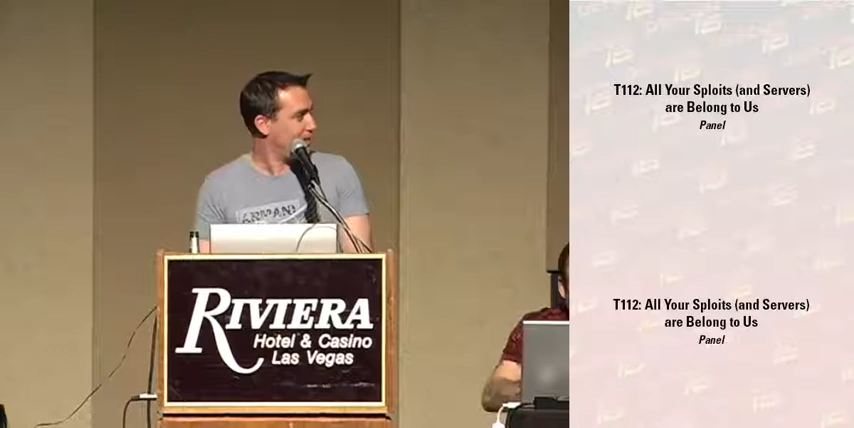 ARMANI
RIVIERA
Hotel & Casino
Las Vegas
T112: All Your Sploits (and Servers)
are Belong to Us
Panel
T112: All Your Sploits (and Servers)
are Belong to Us
Panel